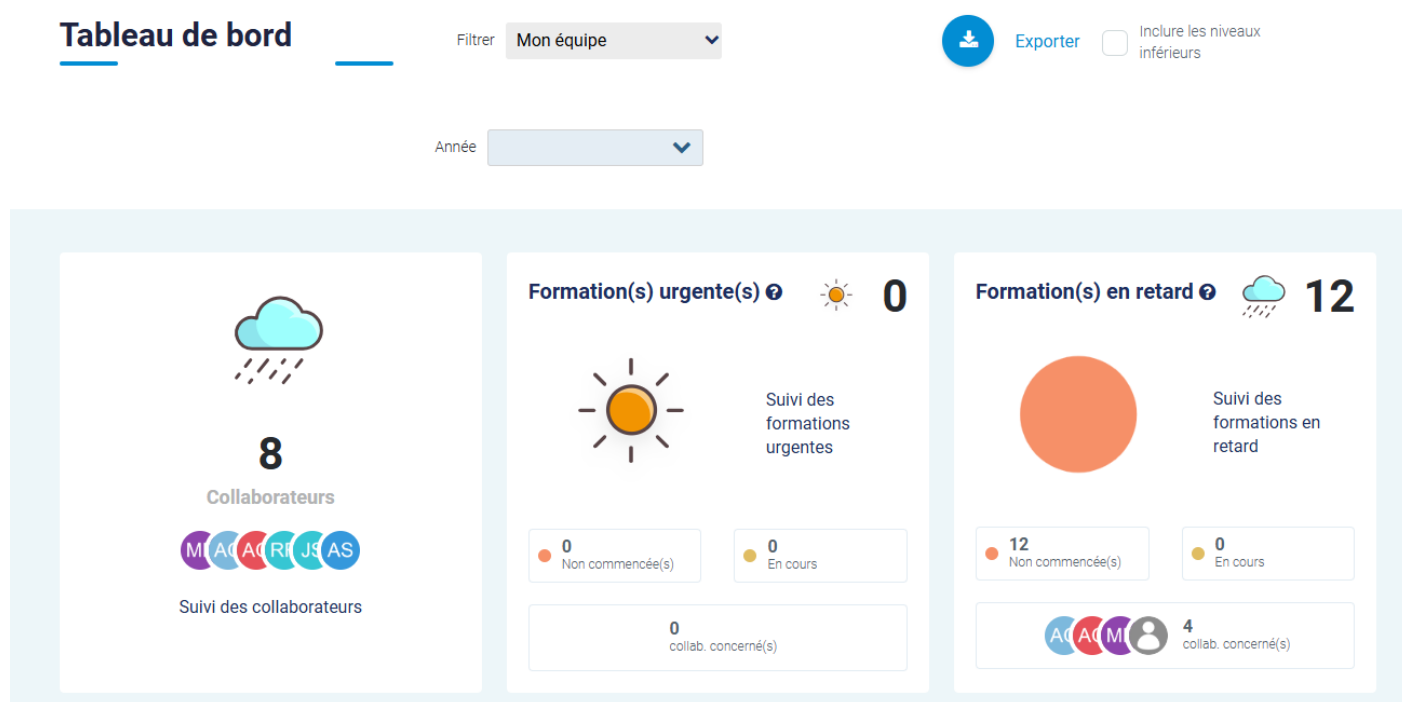 Tableau de bord
Filtrer
Mon équipe
Exporter
Inclure les niveaux
inférieurs
Année
8
Collaborateurs
AS
Suivi des collaborateurs
Formation(s) urgente(s)
0
Suivi des
formations
urgentes
0
Non commencée(s)
0
En cours
0
collab. concerné(s)
Formation(s) en retard
12
Suivi des
formations en
retard
12
Non commencée(s)
0
En cours
4
collab. concerné(s)